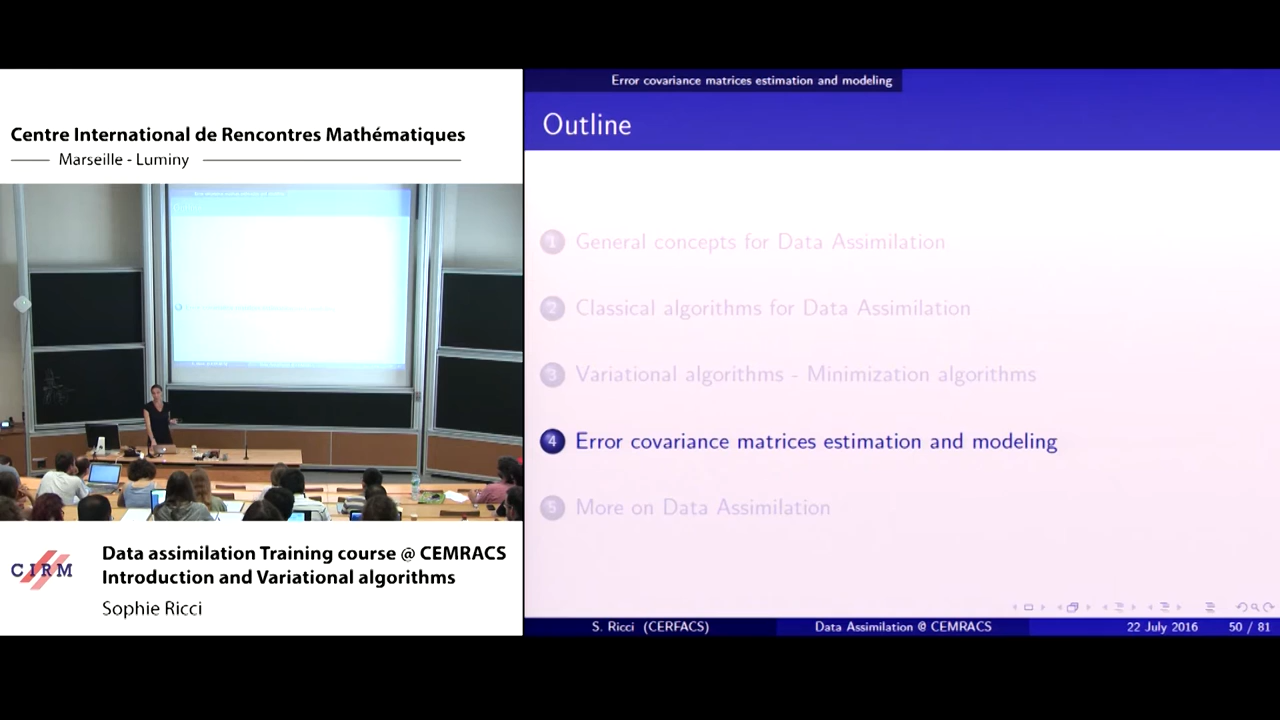 Centre International de Rencontres Mathématiques
Marseille - Luminy
CIRM
Data assimilation Training course @ CEMRACS
Introduction and Variational algorithms
Sophie Ricci
Error covariance matrices estimation and modeling
Outline
1 General concepts for Data Assimilation
2 Classical algorithms for Data Assimilation
3 Variational algorithms - Minimization algorithms
4 Error covariance matrices estimation and modeling
5 More on Data Assimilation
S. Ricci (CERFACS)
Data Assimilation @ CEMRACS
22 July 2016
50 / 81